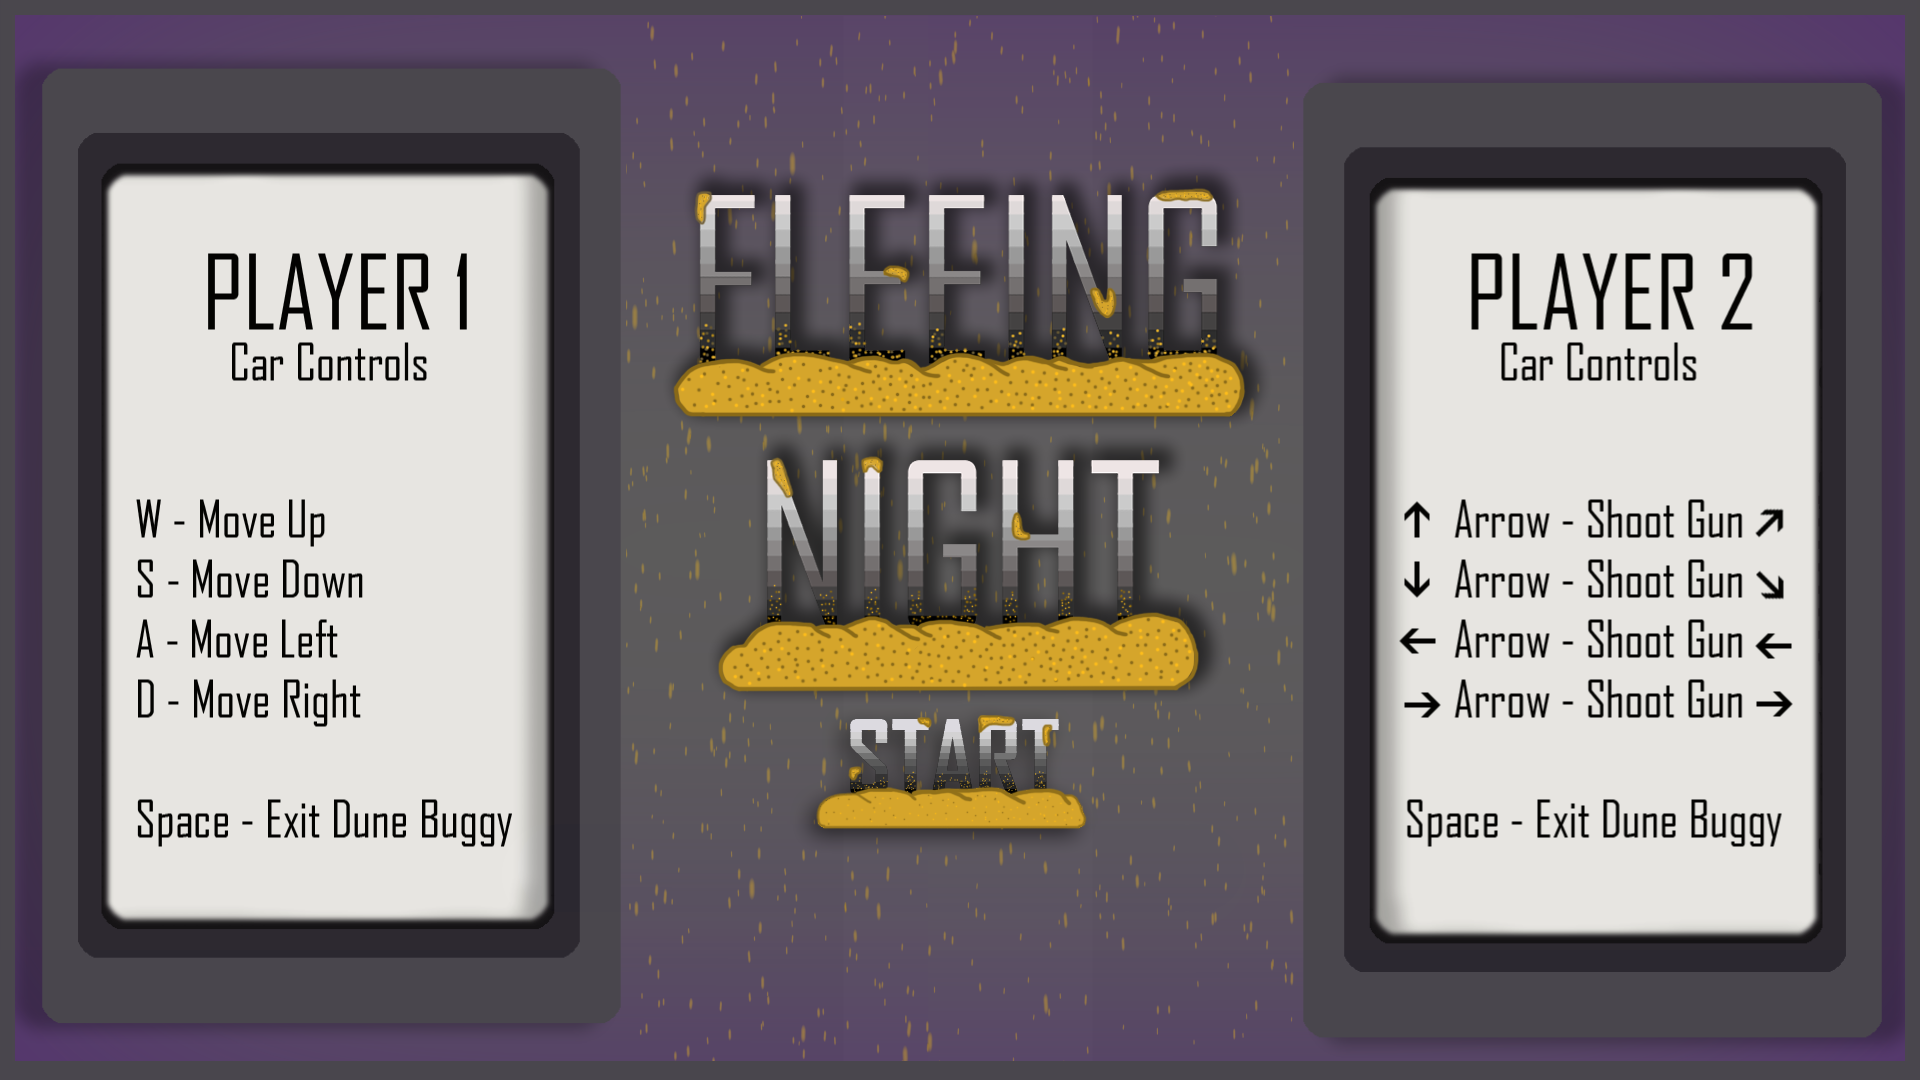 PLAYER 1
Car Controls
W - Move Up
S - Move Down
A - Move Left
D - Move Right
Space - Exit Dune Buggy
FLEEING
NIGHT
START
PLAYER 2
Car Controls
↑ Arrow - Shoot Gun ↗
↓ Arrow - Shoot Gun ↘
← Arrow - Shoot Gun ←
→ Arrow - Shoot Gun →
Space - Exit Dune Buggy